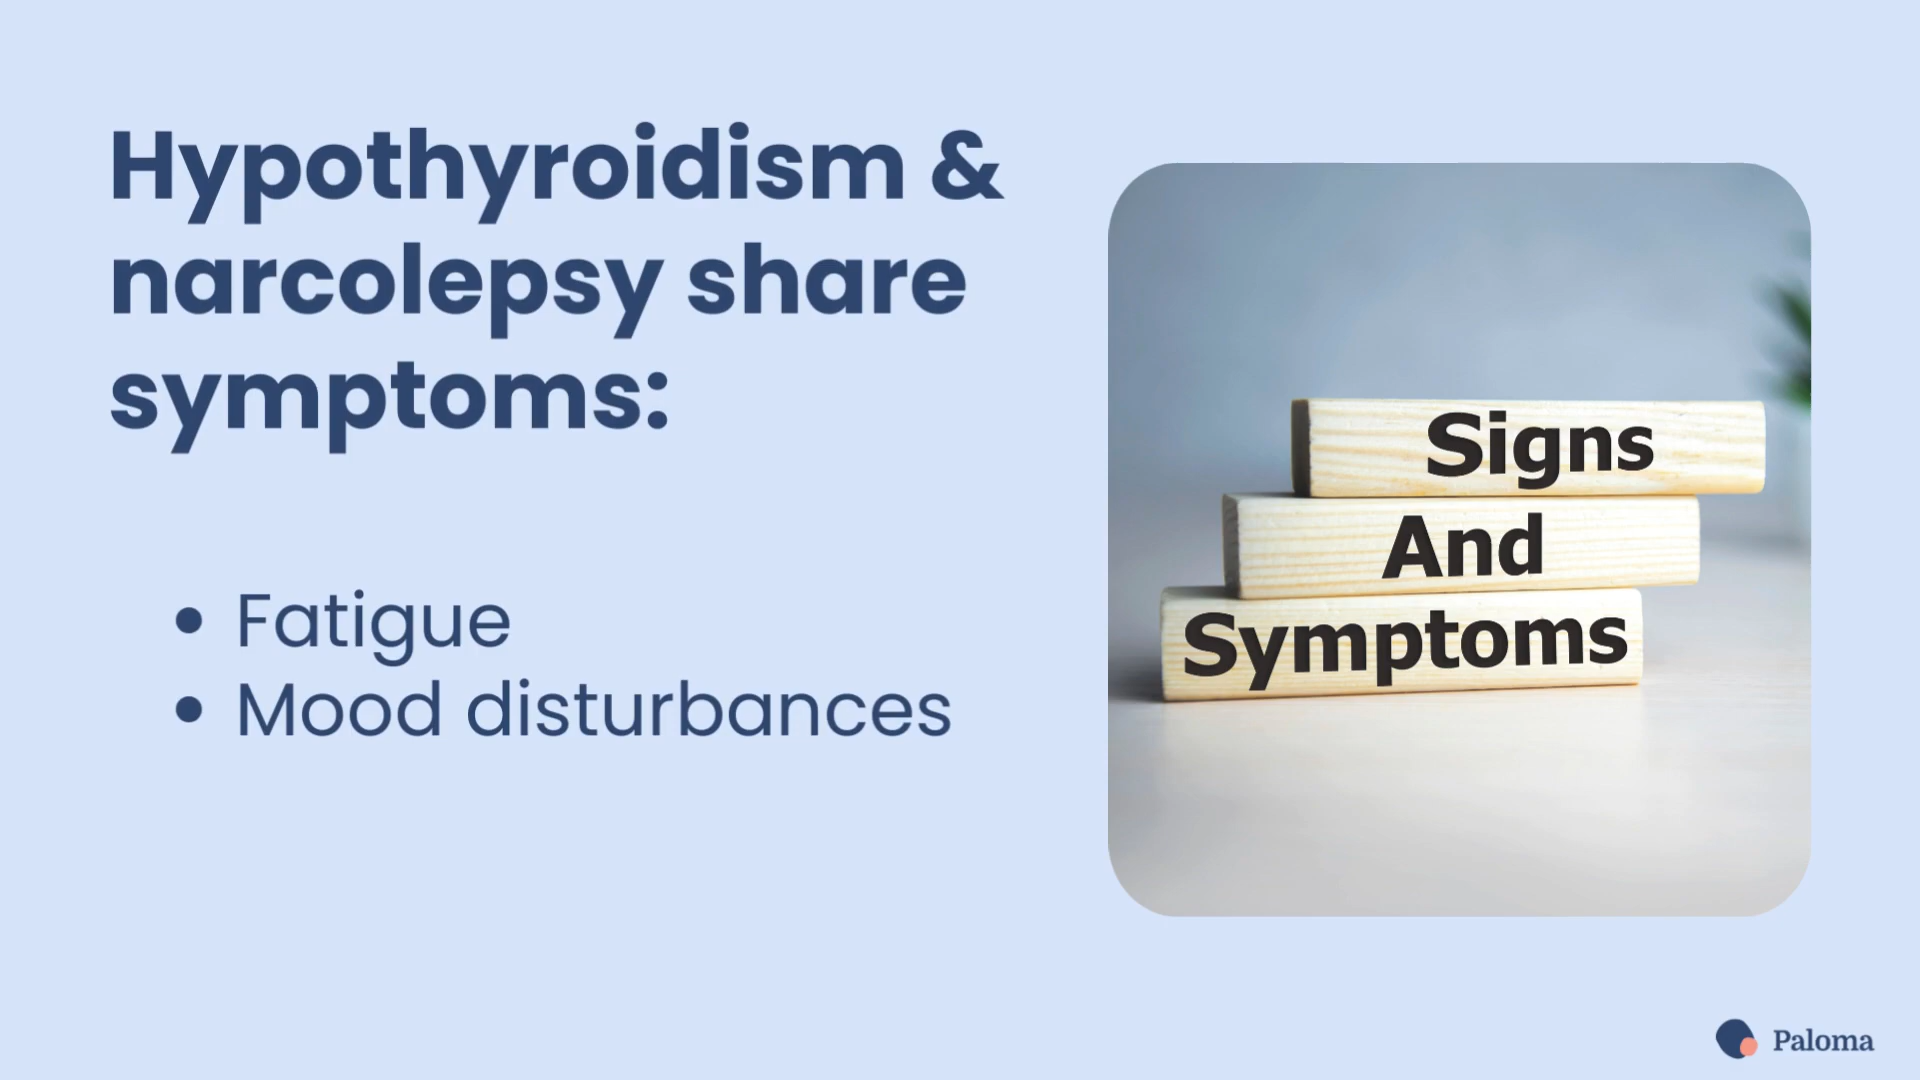 Hypothyroidism &
narcolepsy share
symptoms:
• Fatigue
• Mood disturbances
Signs
And
Symptoms
Paloma